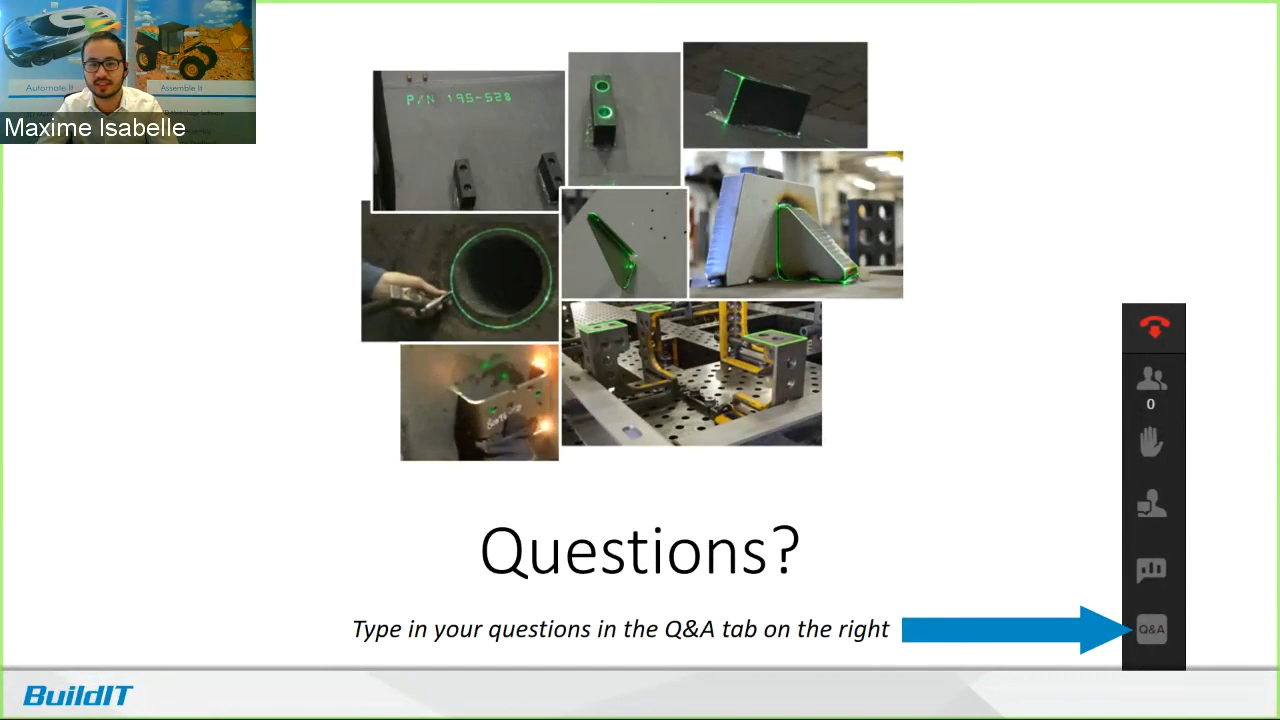 Automate It
Assemble It
Maxime Isabelle
P/N 195-528
0
Questions?
Type in your questions in the Q&A tab on the right
Q&A
BuildIT